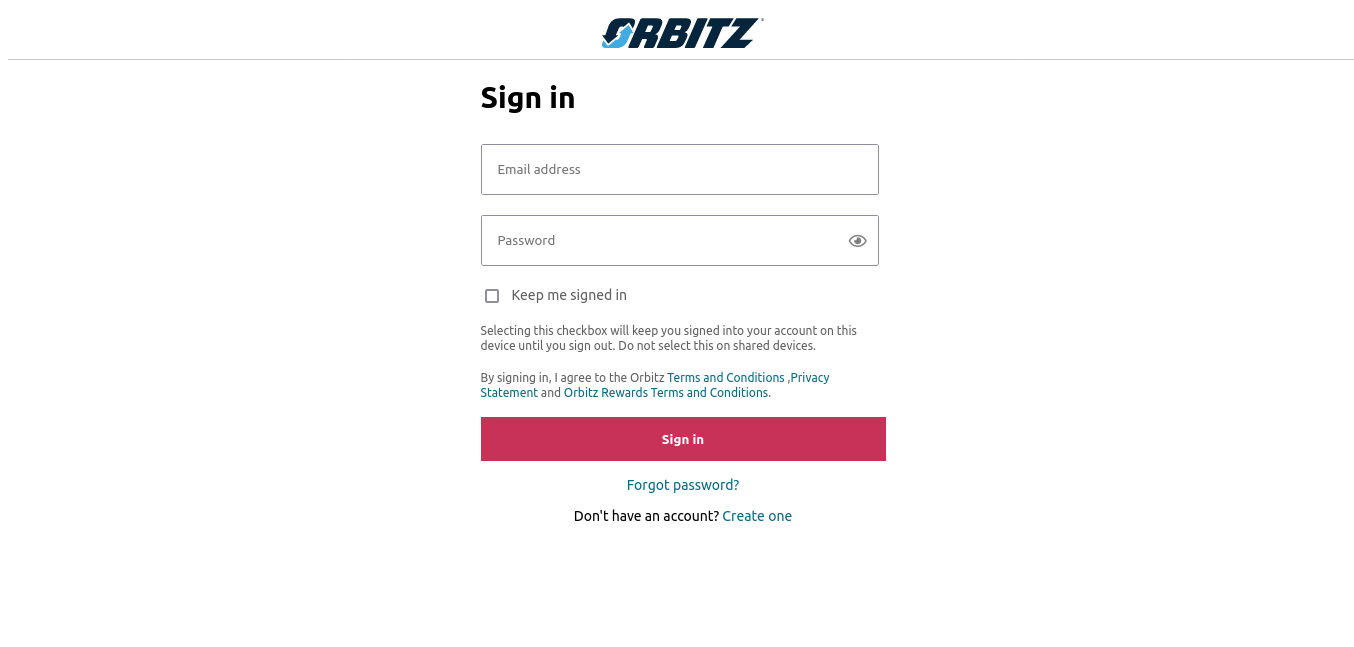 ORBITZ
Sign in
Email address
Password
Keep me signed in
Selecting this checkbox will keep you signed into your account on this
device until you sign out. Do not select this on shared devices.
By signing in, I agree to the Orbitz Terms and Conditions ,Privacy
Statement and Orbitz Rewards Terms and Conditions.
Sign in
Forgot password?
Don't have an account? Create one